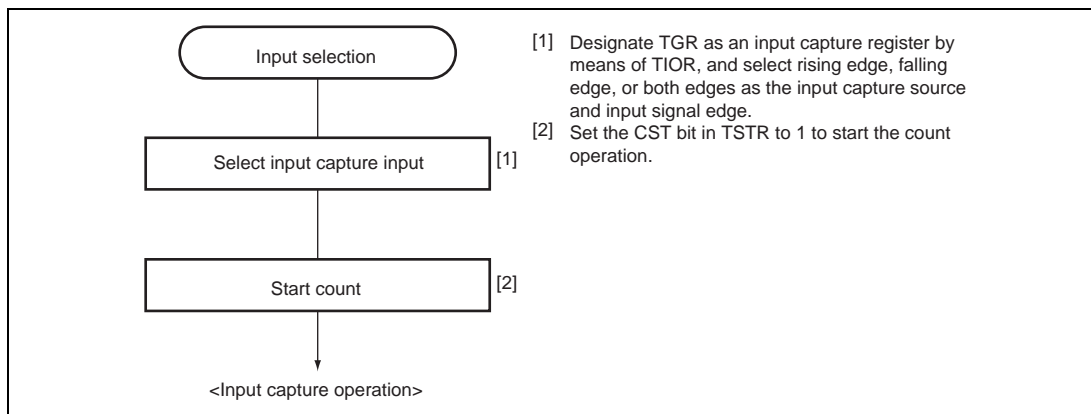 Input selection
[1] Designate TGR as an input capture register by
means of TIOR, and select rising edge, falling
edge, or both edges as the input capture source
and input signal edge.
[2] Set the CST bit in TSTR to 1 to start the count
operation.
Select input capture input [1]
Start count [2]
<Input capture operation>